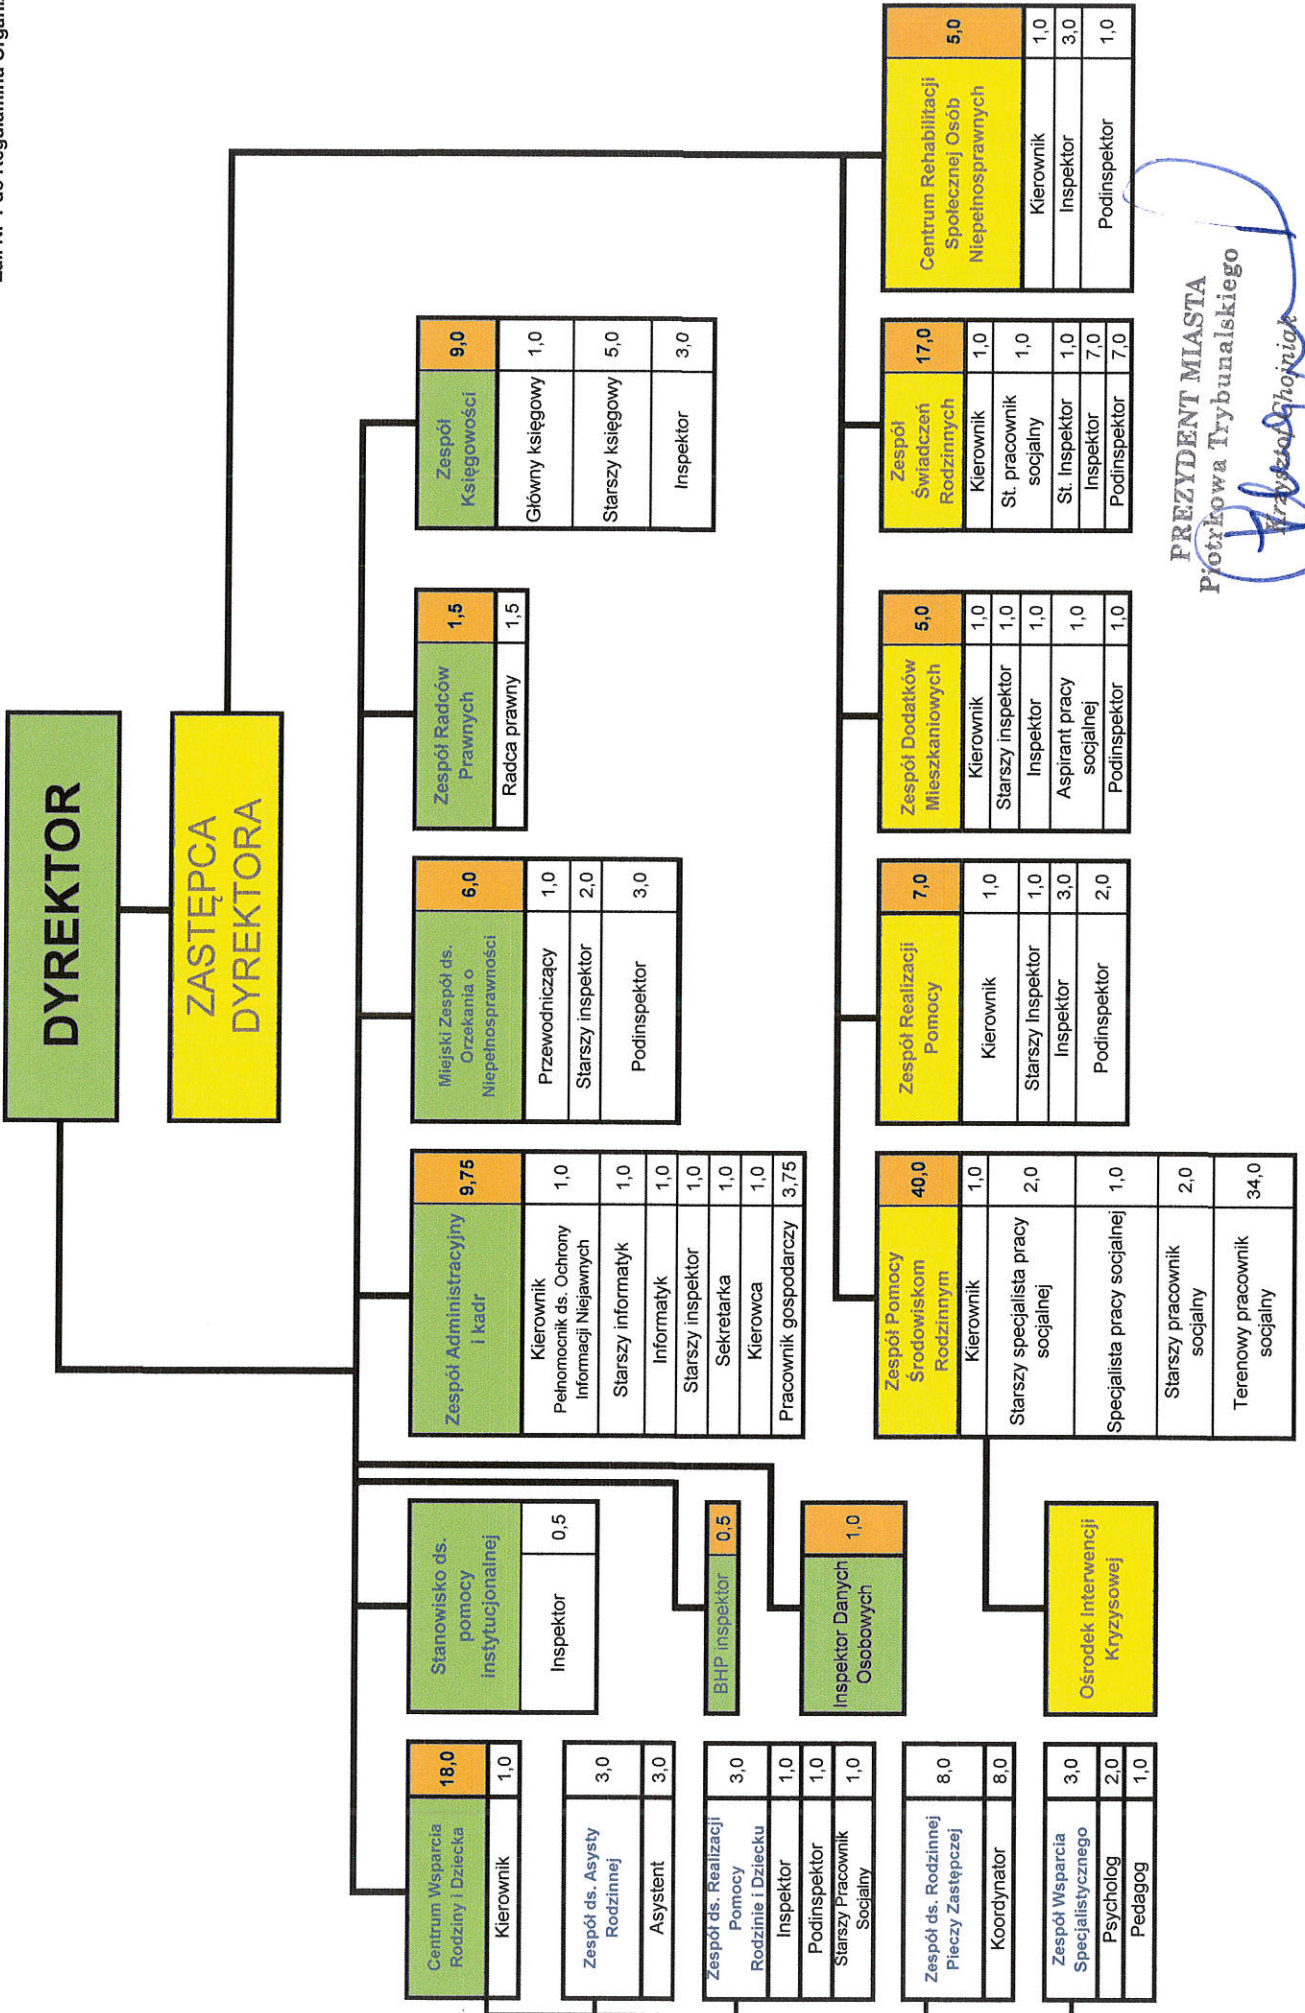 Zał. Nr 1 do Regulaminu
DYREKTOR
ZASTĘPCA
DYREKTORA
Centrum Wsparcia
Rodziny i Dziecka
18,0
Kierownik 1,0
Zespół ds. Asysty
Rodzinnej
3,0
Asystent 3,0
Zespół ds. Realizacji
Pomocy
Rodzinie i Dziecku
3,0
Inspektor 1,0
Podinspektor 1,0
Starszy Pracownik
Socjalny
1,0
Zespół ds. Rodzinnej
Pieczy Zastępczej
8,0
Koordynator 8,0
Zespół Wsparcia
Specjalistycznego
3,0
Psycholog 2,0
Pedagog 1,0
Stanowisko ds.
pomocy
instytucjonalnej
Inspektor 0,5
BHP inspektor 0,5
Inspektor Danych
Osobowych
1,0
Zespół Administracyjny
i kadr
9,75
Kierownik
Pełnomocnik ds. Ochrony
Informacji Niejawnych
1,0
Starszy informatyk 1,0
Informatyk 1,0
Starszy inspektor 1,0
Sekretarka 1,0
Kierowca 1,0
Pracownik gospodarczy 3,75
Miejski Zespół ds.
Orzekania o
Niepełnosprawności
6,0
Przewodniczący 1,0
Starszy inspektor 2,0
Podinspektor 3,0
Zespół Radców
Prawnych
1,5
Radca prawny 1,5
Zespół
Księgowości
9,0
Główny księgowy 1,0
Starszy księgowy 5,0
Inspektor 3,0
Zespół Pomocy
Środowiskom
Rodzinnym
40,0
Kierownik 1,0
Starszy specjalista pracy
socjalnej
2,0
Specjalista pracy socjalnej 1,0
Starszy pracownik
socjalny
2,0
Terenowy pracownik
socjalny
34,0
Ośrodek Interwencji
Kryzysowej
Zespół Realizacji
Pomocy
7,0
Kierownik 1,0
Starszy Inspektor 1,0
Inspektor 3,0
Podinspektor 2,0
Zespół Dodatków
Mieszkaniowych
5,0
Kierownik 1,0
Starszy inspektor 1,0
Inspektor 1,0
Aspirant pracy
socjalnej
1,0
Podinspektor 1,0
Zespół
Świadczeń
Rodzinnych
17,0
Kierownik 1,0
St. pracownik
socjalny
1,0
St. Inspektor 1,0
Inspektor 7,0
Podinspektor 7,0
Centrum Rehabilitacji
Społecznej Osób
Niepełnosprawnych
5,0
Kierownik 1,0
Inspektor 3,0
Podinspektor 1,0
PREZYDENT MIASTA
Piotrkowa Trybunalskiego
Krzysztof Chojniak